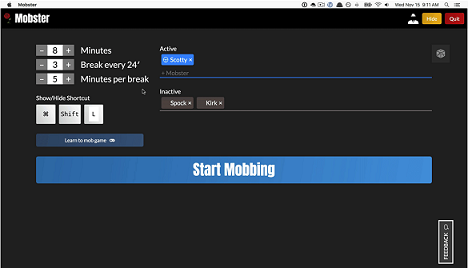 Mobster
Wed Nov 15 9:11 AM
Mobster
Hide
Quit
- 8 + Minutes
- 3 + Break every 24′
- 5 + Minutes per break
Show/Hide Shortcut
⌘ Shift L
Learn to mob game
Active
Scotty ×
+ Mobster
Inactive
Spock × Kirk ×
Start Mobbing
FEEDBACK